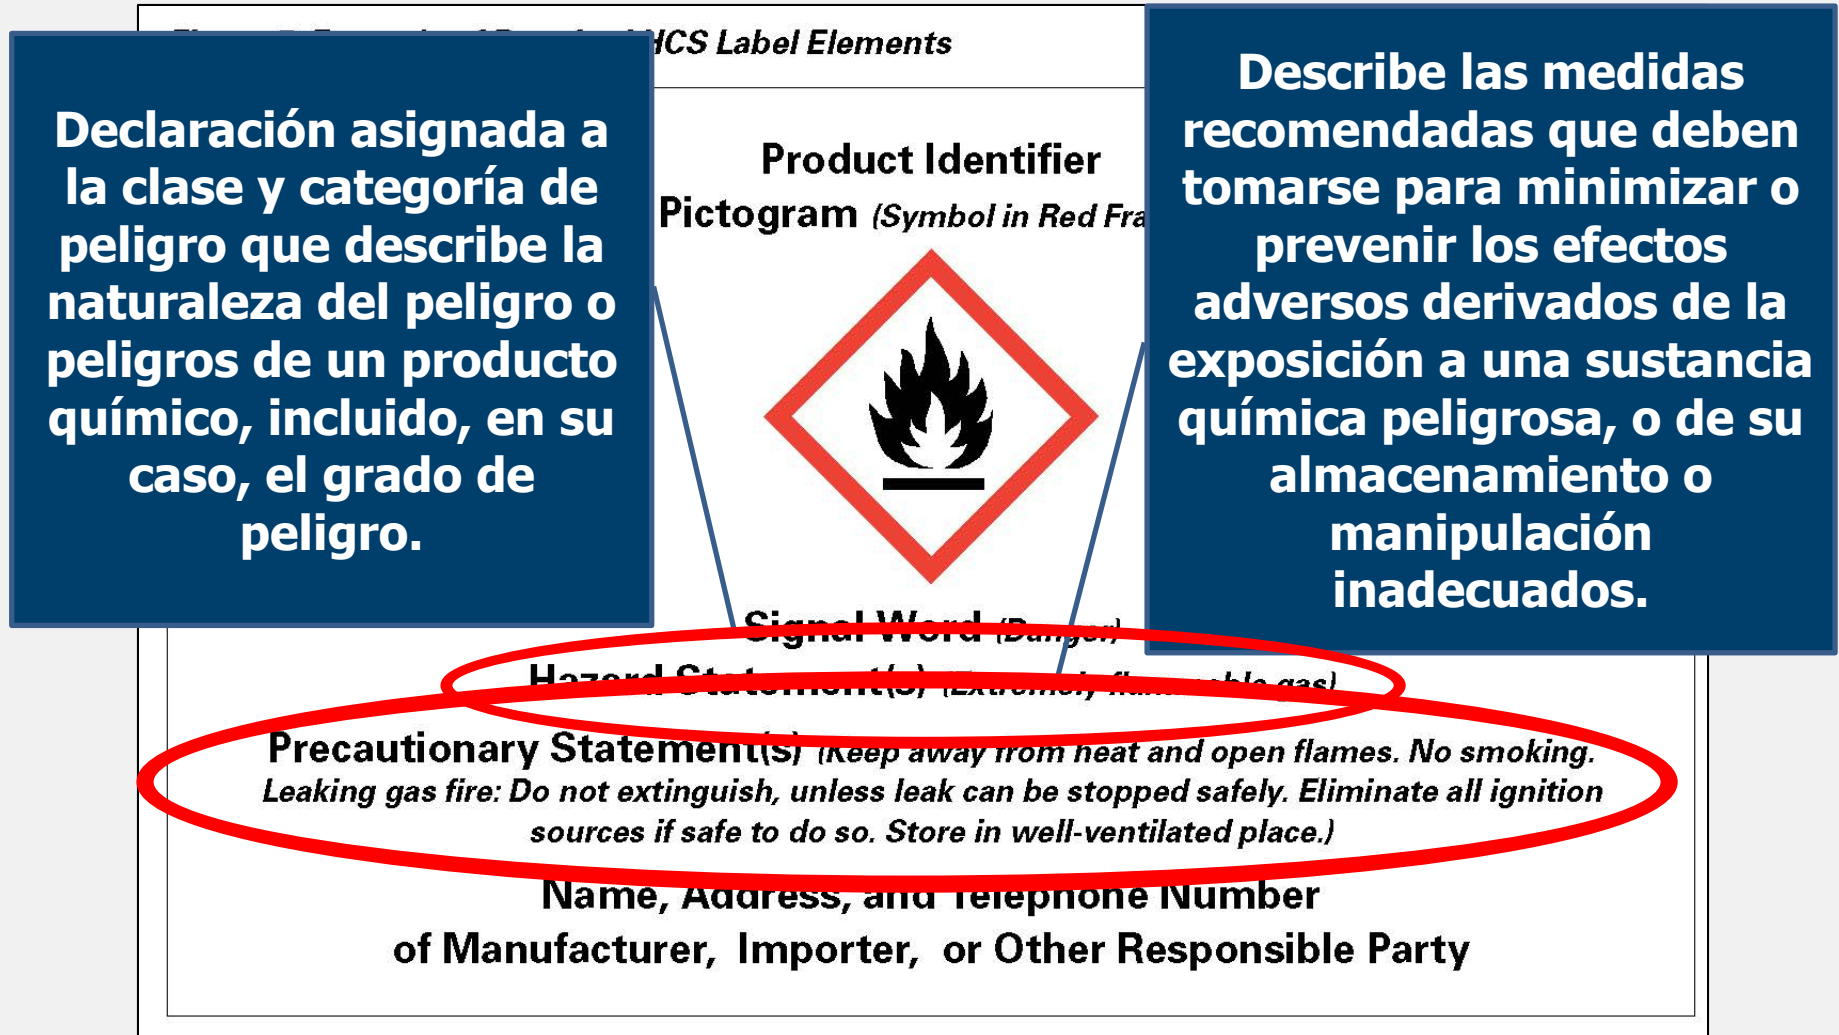 HCS Label Elements
Declaración asignada a
la clase y categoría de
peligro que describe la
naturaleza del peligro o
peligros de un producto
químico, incluido, en su
caso, el grado de
peligro.
Describe las medidas
recomendadas que deben
tomarse para minimizar o
prevenir los efectos
adversos derivados de la
exposición a una sustancia
química peligrosa, o de su
almacenamiento o
manipulación
inadecuados.
Product Identifier
Pictogram (Symbol in Red
Signal Word (Danger)
Hazard Statement(s) (Extremely flammable gas)
Precautionary Statement(s) (Keep away from heat and open flames. No smoking.
Leaking gas fire: Do not extinguish, unless leak can be stopped safely. Eliminate all ignition
sources if safe to do so. Store in well-ventilated place.)
Name, Address, and Telephone Number
of Manufacturer, Importer, or Other Responsible Party